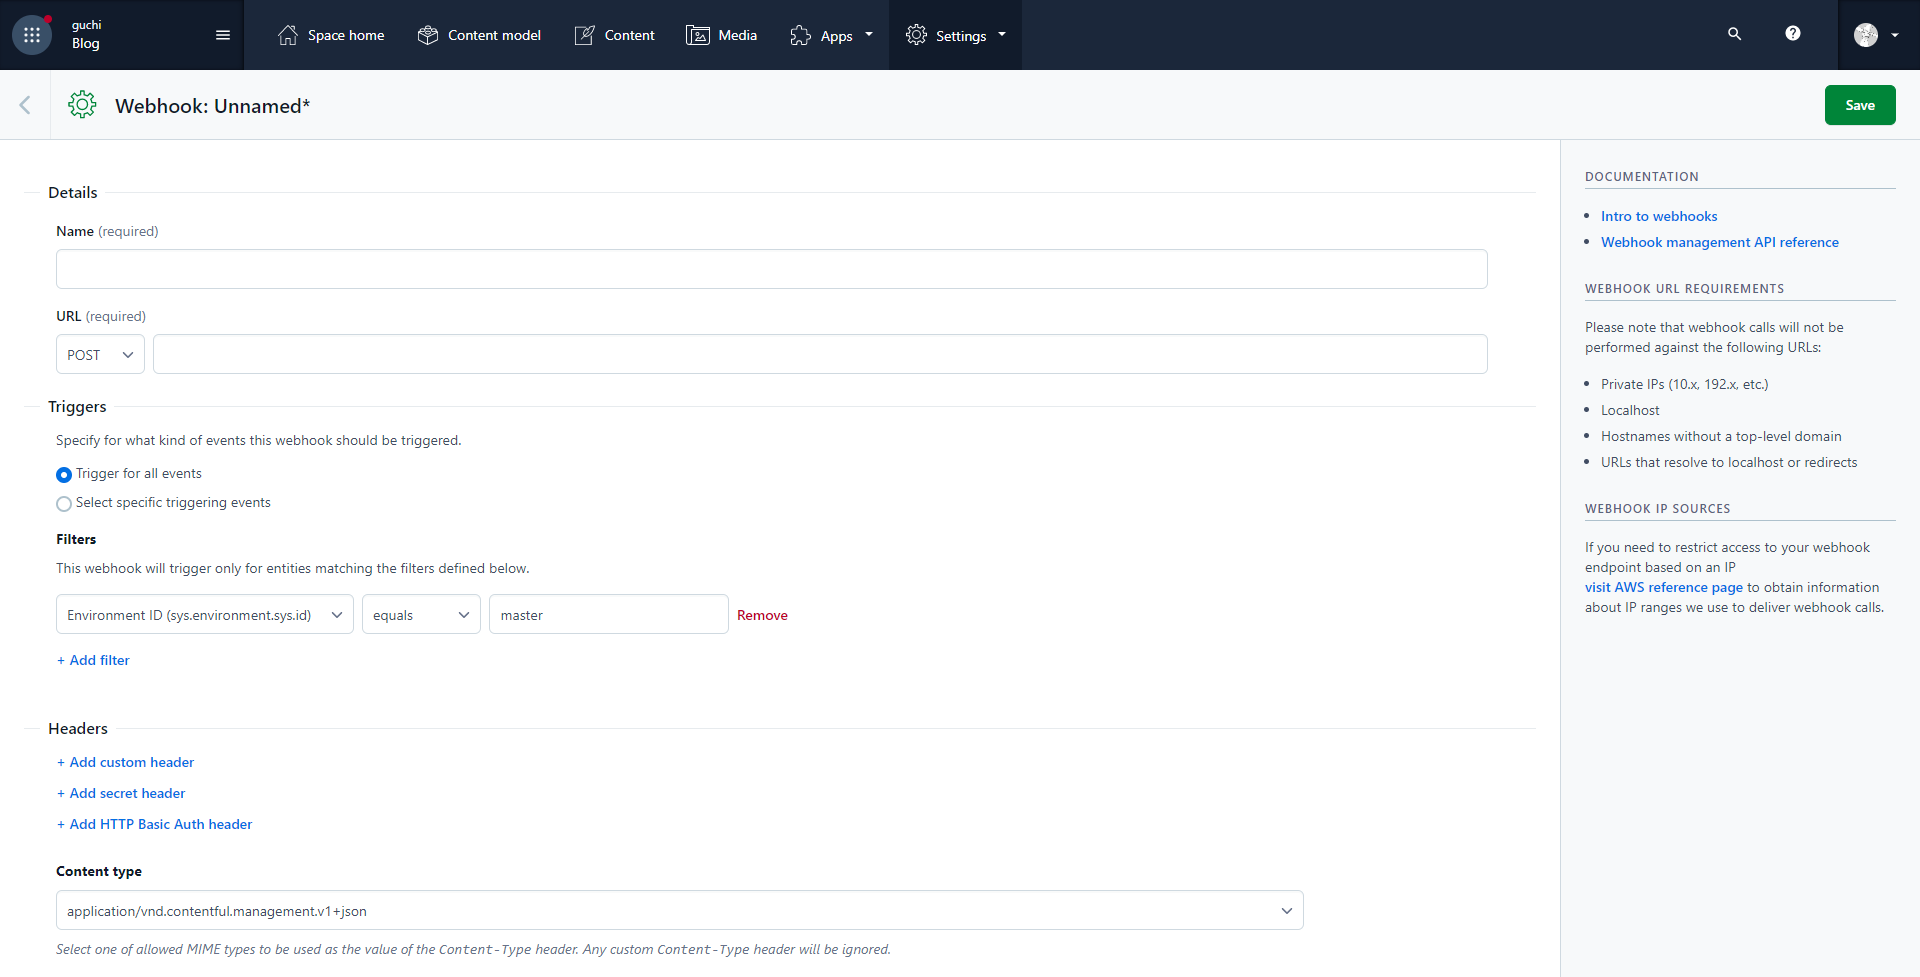 guchi
Blog
Space home
Content model
Content
Media
Apps
Settings
Webhook: Unnamed*
Save
Details
Name (required)
URL (required)
POST
Triggers
Specify for what kind of events this webhook should be triggered.
Trigger for all events
Select specific triggering events
Filters
This webhook will trigger only for entities matching the filters defined below.
Environment ID (sys.environment.sys.id)
equals
master
Remove
+ Add filter
Headers
+ Add custom header
+ Add secret header
+ Add HTTP Basic Auth header
Content type
application/vnd.contentful.management.v1+json
Select one of allowed MIME types to be used as the value of the Content-Type header. Any custom Content-Type header will be ignored.
DOCUMENTATION
Intro to webhooks
Webhook management API reference
WEBHOOK URL REQUIREMENTS
Please note that webhook calls will not be
performed against the following URLs:
Private IPs (10.x, 192.x, etc.)
Localhost
Hostnames without a top-level domain
URLs that resolve to localhost or redirects
WEBHOOK IP SOURCES
If you need to restrict access to your webhook
endpoint based on an IP
visit AWS reference page to obtain information
about IP ranges we use to deliver webhook calls.